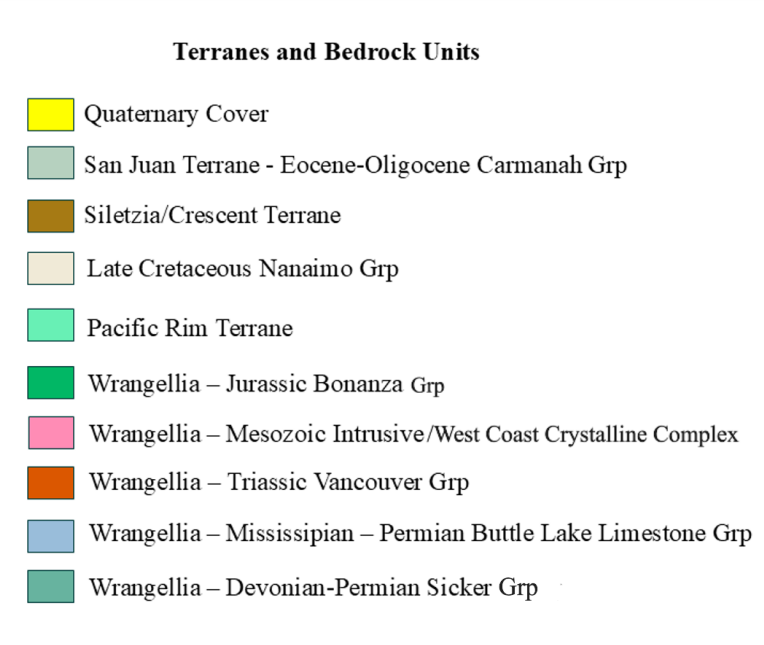 Terranes and Bedrock Units
Quaternary Cover
San Juan Terrane - Eocene-Oligocene Carmanah Grp
Siletzia/Crescent Terrane
Late Cretaceous Nanaimo Grp
Pacific Rim Terrane
Wrangellia – Jurassic Bonanza Grp
Wrangellia – Mesozoic Intrusive/West Coast Crystalline Complex
Wrangellia – Triassic Vancouver Grp
Wrangellia – Mississipian – Permian Buttle Lake Limestone Grp
Wrangellia – Devonian-Permian Sicker Grp